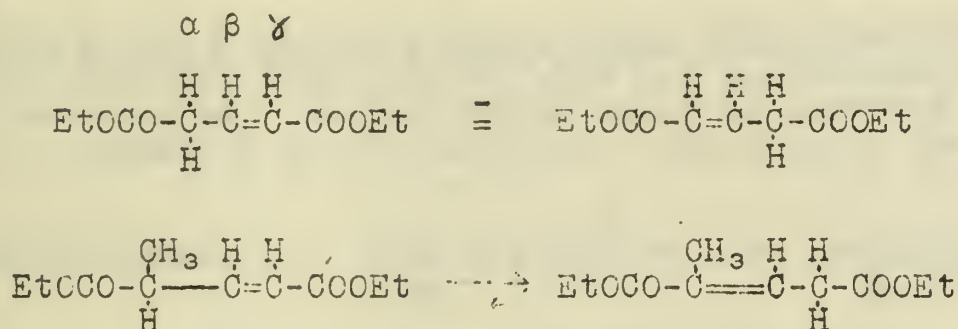 α β γ
H H H H H H
EtOCO-C-C=C-COOEt = EtOCO-C=C-C-COOEt
H H
CH₃ H H CH₃ H H
EtCCO-C—C=C-COOEt → EtOCO-C==C-C-COOEt
H H